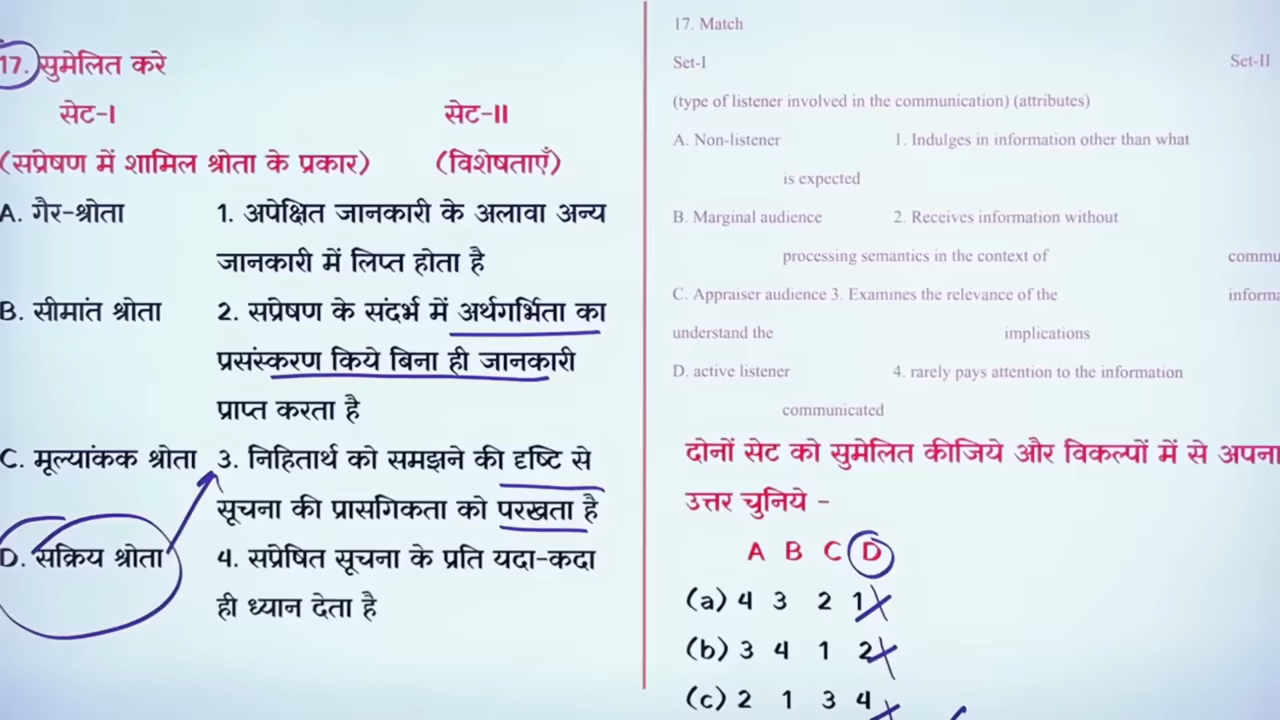 17. सुमेलित करे
सेट-I सेट-II
(सप्रेषण में शामिल श्रोता के प्रकार) (विशेषताएँ)
A. गैर-श्रोता 1. अपेक्षित जानकारी के अलावा अन्य
जानकारी में लिप्त होता है
B. सीमांत श्रोता 2. सप्रेषण के संदर्भ में अर्थगर्भिता का
प्रसंस्करण किये बिना ही जानकारी
प्राप्त करता है
C. मूल्यांकक श्रोता 3. निहितार्थ को समझने की दृष्टि से
सूचना की प्रासगिकता को परखता है
D. सक्रिय श्रोता 4. सप्रेषित सूचना के प्रति यदा-कदा
ही ध्यान देता है
17. Match
Set-I Set-II
(type of listener involved in the communication) (attributes)
A. Non-listener 1. Indulges in information other than what
is expected
B. Marginal audience 2. Receives information without
processing semantics in the context of commu
C. Appraiser audience 3. Examines the relevance of the informa
understand the implications
D. active listener 4. rarely pays attention to the information
communicated
दोनों सेट को सुमेलित कीजिये और विकल्पों में से अपना
उत्तर चुनिये -
A B C D
(a) 4 3 2 1
(b) 3 4 1 2
(c) 2 1 3 4